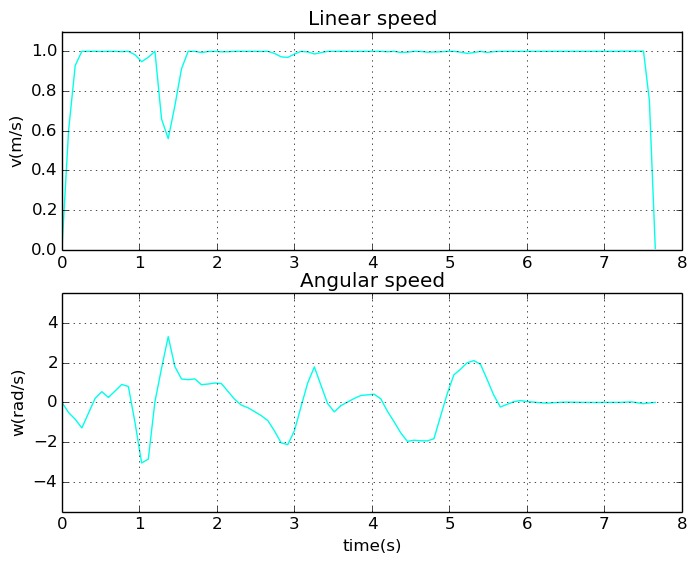 Linear speed
v(m/s)
1.0
0.8
0.6
0.4
0.2
0.0
0 1 2 3 4 5 6 7 8
Angular speed
w(rad/s)
4
2
0
−2
−4
0 1 2 3 4 5 6 7 8
time(s)